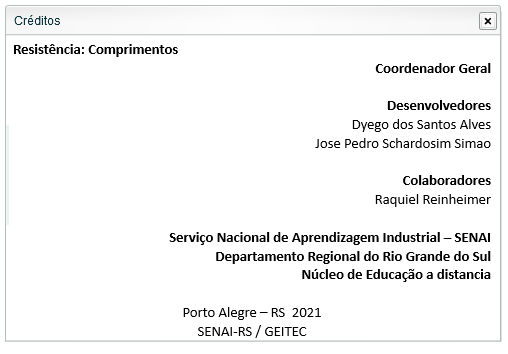 Créditos
Resistência: Comprimentos
Coordenador Geral
Desenvolvedores
Dyego dos Santos Alves
Jose Pedro Schardosim Simao
Colaboradores
Raquiel Reinheimer
Serviço Nacional de Aprendizagem Industrial – SENAI
Departamento Regional do Rio Grande do Sul
Núcleo de Educação a distancia
Porto Alegre – RS 2021
SENAI-RS / GEITEC